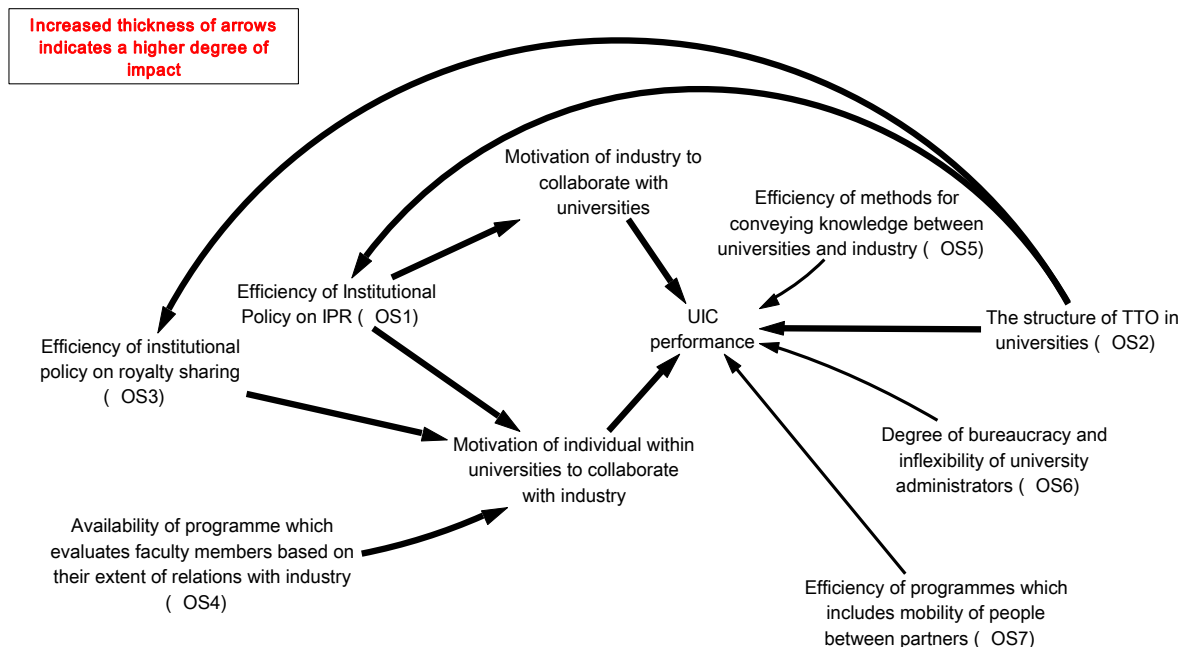 Increased thickness of arrows
indicates a higher degree of
impact
Motivation of industry to
collaborate with
universities
Efficiency of methods for
conveying knowledge between
universities and industry ( OS5)
Efficiency of Institutional
Policy on IPR ( OS1)
UIC
performance
The structure of TTO in
universities ( OS2)
Efficiency of institutional
policy on royalty sharing
( OS3)
Motivation of individual within
universities to collaborate
with industry
Degree of bureaucracy and
inflexibility of university
administrators ( OS6)
Availability of programme which
evaluates faculty members based on
their extent of relations with industry
( OS4)
Efficiency of programmes which
includes mobility of people
between partners ( OS7)